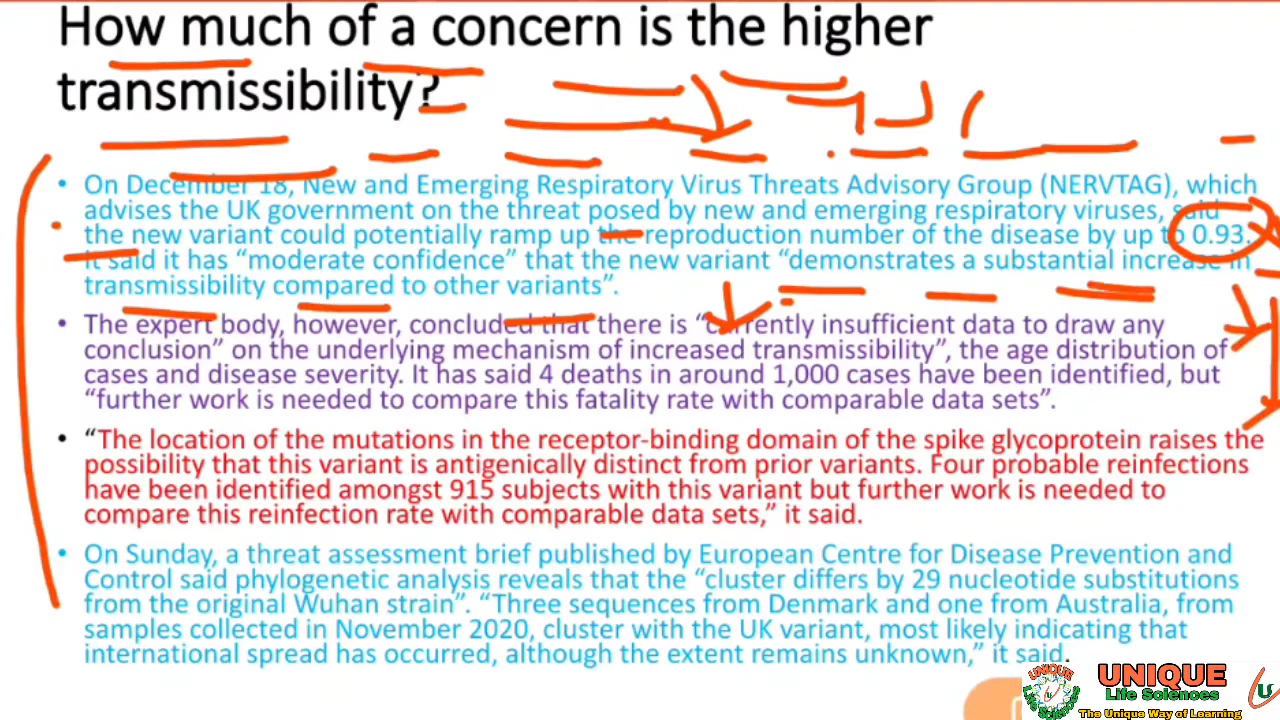 How much of a concern is the higher
transmissibility?
• On December 18, New and Emerging Respiratory Virus Threats Advisory Group (NERVTAG), which
advises the UK government on the threat posed by new and emerging respiratory viruses, said
the new variant could potentially ramp up the reproduction number of the disease by up to 0.93.
It said it has “moderate confidence” that the new variant “demonstrates a substantial increase in
transmissibility compared to other variants”.
• The expert body, however, concluded that there is “currently insufficient data to draw any
conclusion” on the underlying mechanism of increased transmissibility”, the age distribution of
cases and disease severity. It has said 4 deaths in around 1,000 cases have been identified, but
“further work is needed to compare this fatality rate with comparable data sets”.
• “The location of the mutations in the receptor-binding domain of the spike glycoprotein raises the
possibility that this variant is antigenically distinct from prior variants. Four probable reinfections
have been identified amongst 915 subjects with this variant but further work is needed to
compare this reinfection rate with comparable data sets,” it said.
• On Sunday, a threat assessment brief published by European Centre for Disease Prevention and
Control said phylogenetic analysis reveals that the “cluster differs by 29 nucleotide substitutions
from the original Wuhan strain”. “Three sequences from Denmark and one from Australia, from
samples collected in November 2020, cluster with the UK variant, most likely indicating that
international spread has occurred, although the extent remains unknown,” it said.
UNIQUE
Life Sciences
UNIQUE
Life Sciences
The Unique Way of Learning